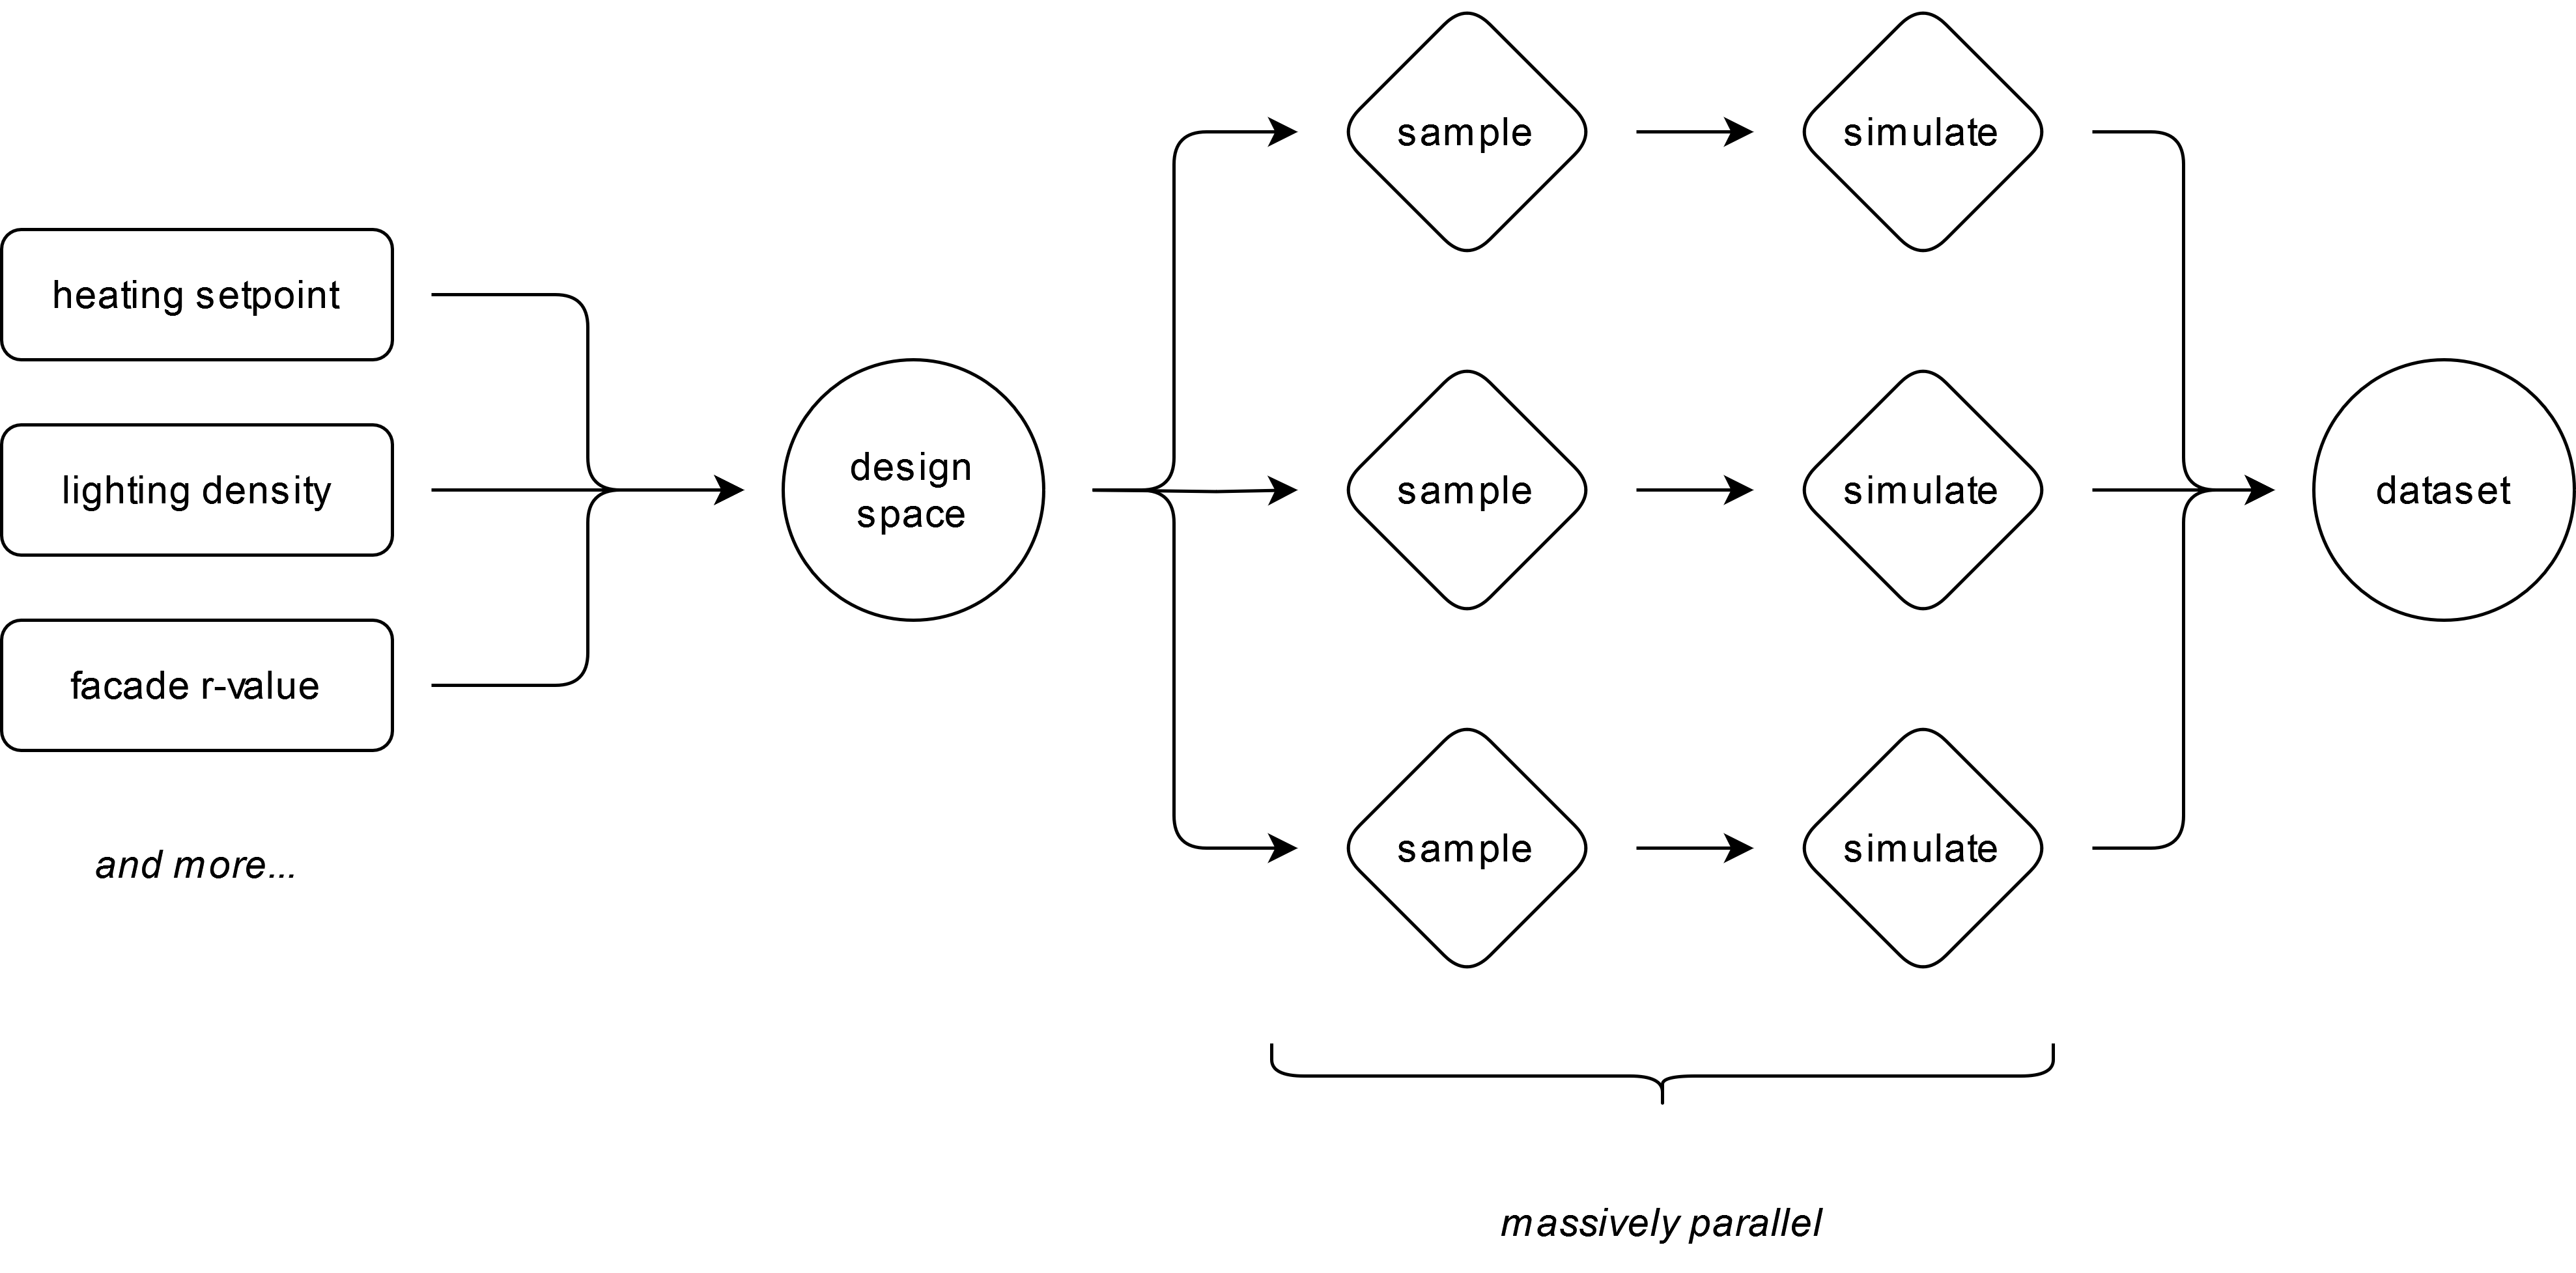 heating setpoint
lighting density
facade r-value
and more...
design
space
sample
simulate
sample
simulate
sample
simulate
massively parallel
dataset